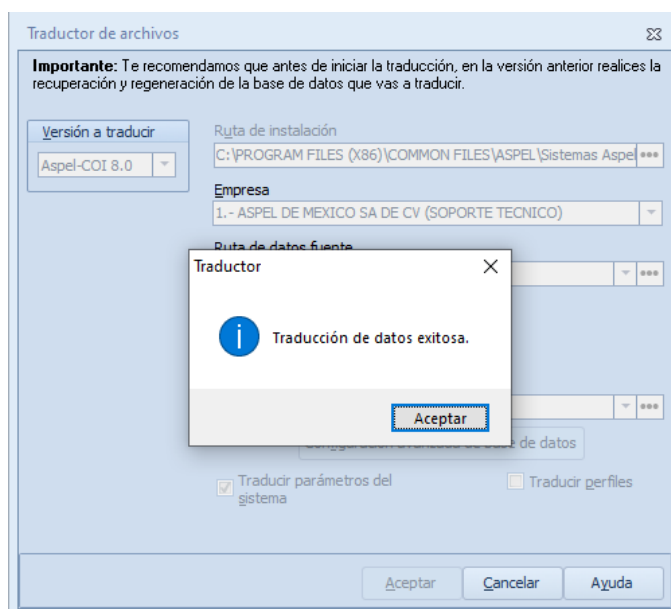 Traductor de archivos
Importante: Te recomendamos que antes de iniciar la traducción, en la versión anterior realices la
recuperación y regeneración de la base de datos que vas a traducir.
Versión a traducir
Aspel-COI 8.0
Ruta de instalación
C:\PROGRAM FILES (X86)\COMMON FILES\ASPEL\Sistemas Aspel
Empresa
1.- ASPEL DE MEXICO SA DE CV (SOPORTE TECNICO)
Ruta de datos fuente
Traductor
Traducción de datos exitosa.
Aceptar
de datos
Traducir parámetros del
sistema
Traducir perfiles
Aceptar
Cancelar
Ayuda